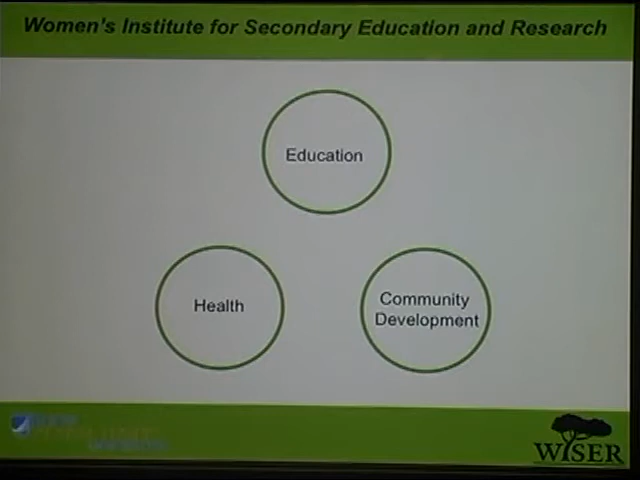 Women's Institute for Secondary Education and Research
Education
Health
Community
Development
WISER